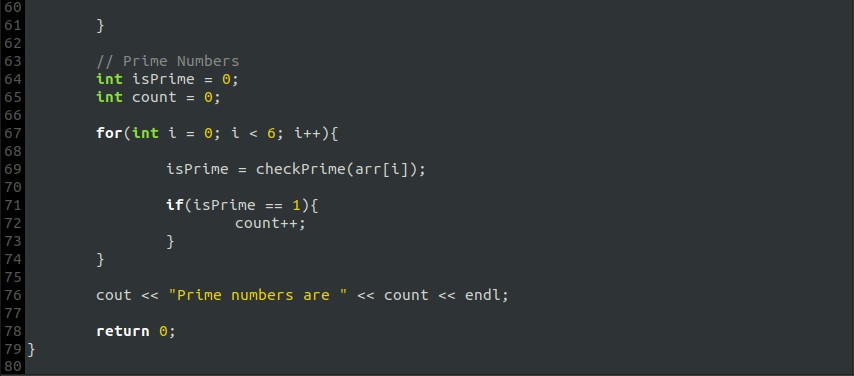 60
61 }
62
63 // Prime Numbers
64 int isPrime = 0;
65 int count = 0;
66
67 for(int i = 0; i < 6; i++){
68
69 isPrime = checkPrime(arr[i]);
70
71 if(isPrime == 1){
72 count++;
73 }
74 }
75
76 cout << "Prime numbers are " << count << endl;
77
78 return 0;
79 }
80